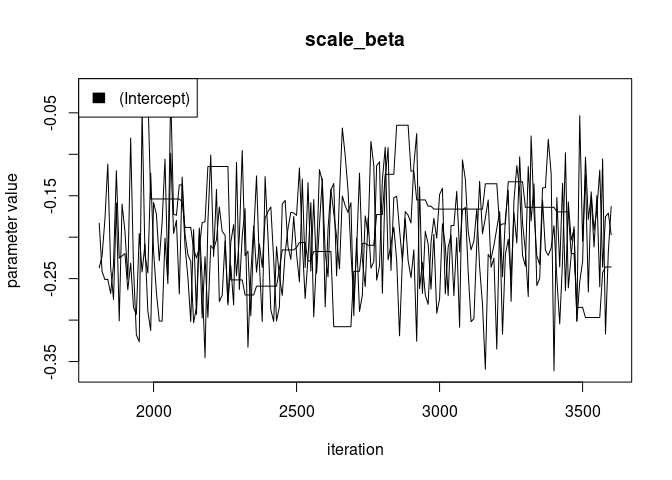 scale_beta
(Intercept)
parameter value
-0.05
-0.15
-0.25
-0.35
2000 2500 3000 3500
iteration